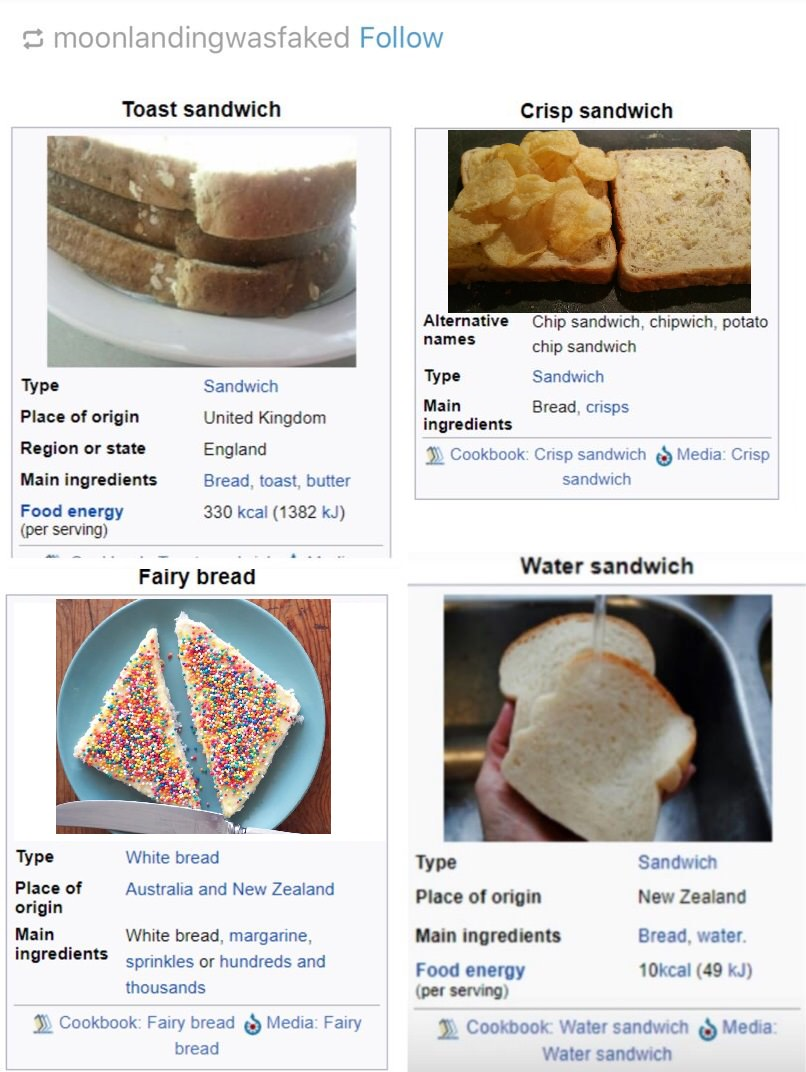 moonlandingwasfaked Follow
Toast sandwich
Type Sandwich
Place of origin United Kingdom
Region or state England
Main ingredients Bread, toast, butter
Food energy 330 kcal (1382 kJ)
(per serving)
Crisp sandwich
Alternative Chip sandwich, chipwich, potato
names chip sandwich
Type Sandwich
Main Bread, crisps
ingredients
Cookbook: Crisp sandwich Media: Crisp
sandwich
Fairy bread
Type White bread
Place of Australia and New Zealand
origin
Main White bread, margarine,
ingredients sprinkles or hundreds and
thousands
Cookbook: Fairy bread Media: Fairy
bread
Water sandwich
Type Sandwich
Place of origin New Zealand
Main ingredients Bread, water.
Food energy 10kcal (49 kJ)
(per serving)
Cookbook: Water sandwich Media:
Water sandwich